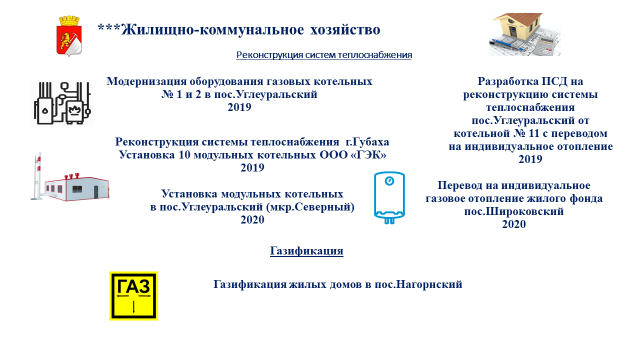 ***Жилищно-коммунальное хозяйство
Реконструкция систем теплоснабжения
Модернизация оборудования газовых котельных
№ 1 и 2 в пос.Углеуральский
2019
Реконструкция системы теплоснабжения г.Губаха
Установка 10 модульных котельных ООО «ГЭК»
2019
Установка модульных котельных
в пос.Углеуральский (мкр.Северный)
2020
Разработка ПСД на
реконструкцию системы
теплоснабжения
пос.Углеуральский от
котельной № 11 с переводом
на индивидуальное отопление
2019
Перевод на индивидуальное
газовое отопление жилого фонда
пос.Широковский
2020
Газификация
ГАЗ
Газификация жилых домов в пос.Нагорнский